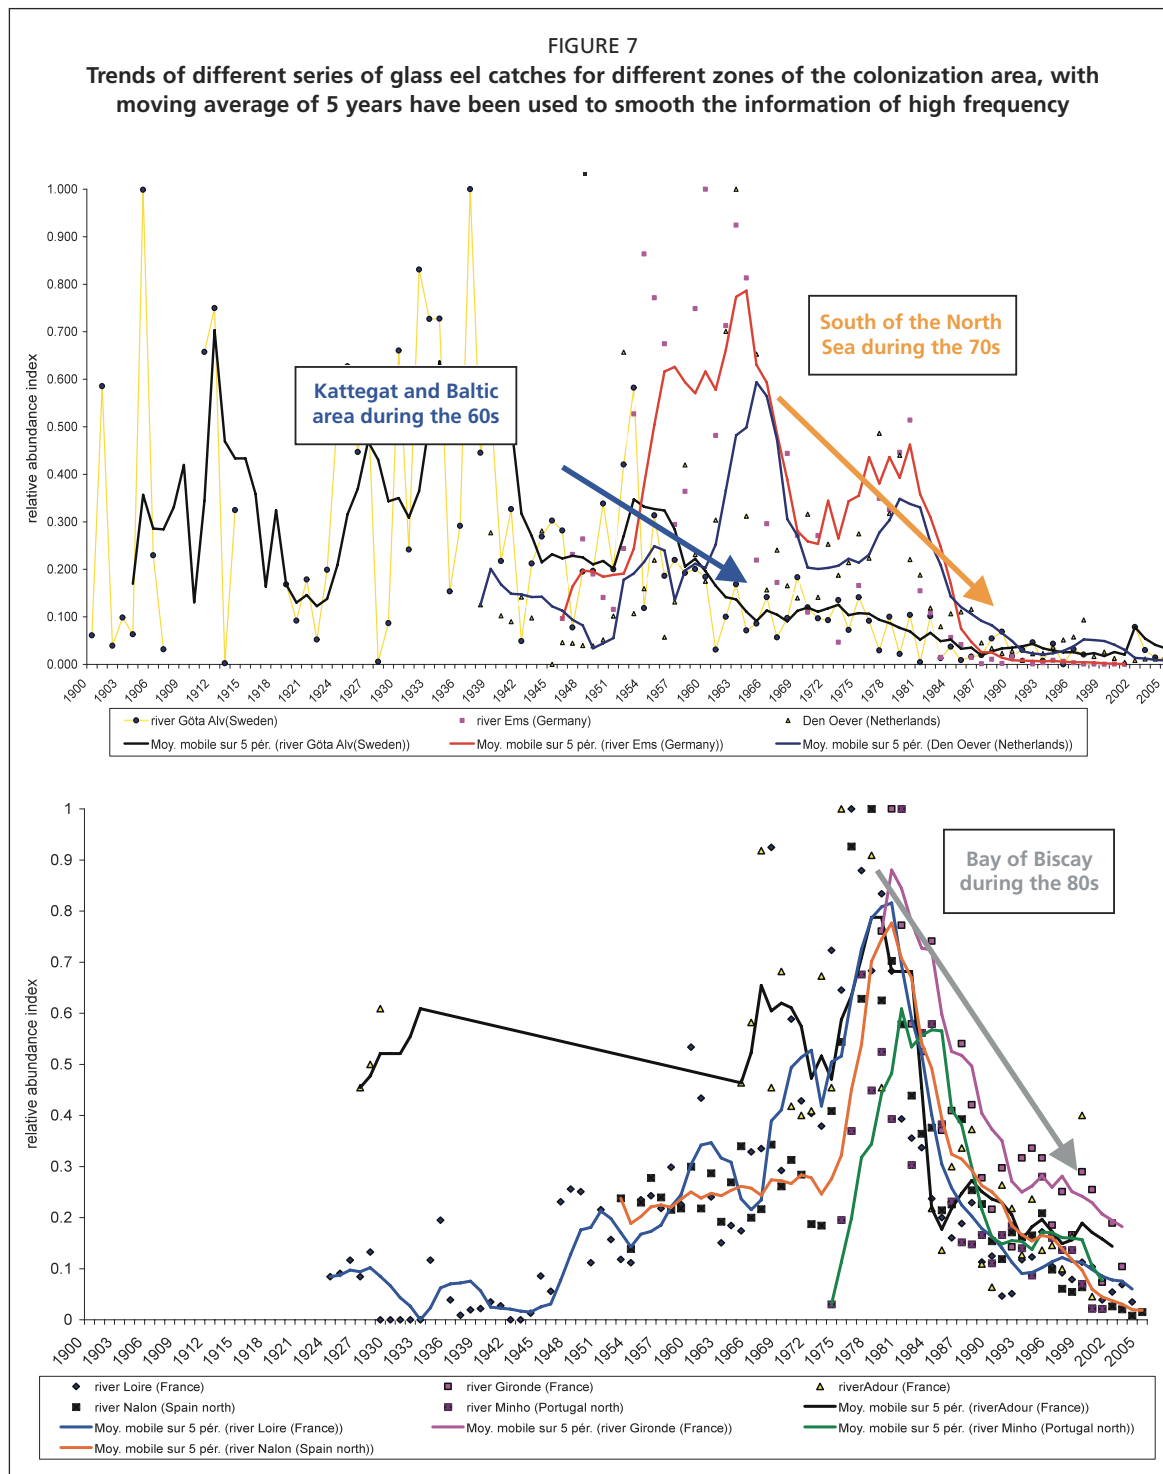 FIGURE 7
Trends of different series of glass eel catches for different zones of the colonization area, with
moving average of 5 years have been used to smooth the information of high frequency
relative abundance index
1.000
0.900
0.800
0.700
0.600
0.500
0.400
0.300
0.200
0.100
0.000
Kattegat and Baltic
area during the 60s
South of the North
Sea during the 70s
1900 1903 1906 1909 1912 1915 1918 1921 1924 1927 1930 1933 1936 1939 1942 1945 1948 1951 1954 1957 1960 1963 1966 1969 1972 1975 1978 1981 1984 1987 1990 1993 1996 1999 2002 2005
river Göta Alv(Sweden) river Ems (Germany) Den Oever (Netherlands)
Moy. mobile sur 5 pér. (river Göta Alv(Sweden)) Moy. mobile sur 5 pér. (river Ems (Germany)) Moy. mobile sur 5 pér. (Den Oever (Netherlands))
relative abundance index
1
0.9
0.8
0.7
0.6
0.5
0.4
0.3
0.2
0.1
0
Bay of Biscay
during the 80s
1900 1903 1906 1909 1912 1915 1918 1921 1924 1927 1930 1933 1936 1939 1942 1945 1948 1951 1954 1957 1960 1963 1966 1969 1972 1975 1978 1981 1984 1987 1990 1993 1996 1999 2002 2005
river Loire (France) river Gironde (France) riverAdour (France)
river Nalon (Spain north) river Minho (Portugal north) Moy. mobile sur 5 pér. (riverAdour (France))
Moy. mobile sur 5 pér. (river Loire (France)) Moy. mobile sur 5 pér. (river Gironde (France)) Moy. mobile sur 5 pér. (river Minho (Portugal north))
Moy. mobile sur 5 pér. (river Nalon (Spain north))